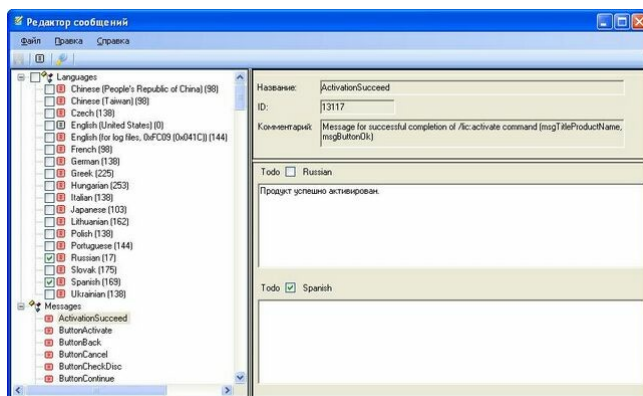 Редактор сообщений
Файл Правка Справка
Languages
Chinese (People's Republic of China) (98)
Chinese (Taiwan) (98)
Czech (138)
English (United States) (0)
English (for log files, 0xFC09 (0x041C)) (144)
French (98)
German (138)
Greek (225)
Hungarian (253)
Italian (138)
Japanese (103)
Lithuanian (162)
Polish (138)
Portuguese (144)
Russian (17)
Slovak (175)
Spanish (169)
Ukrainian (138)
Messages
ActivationSucceed
ButtonActivate
ButtonBack
ButtonCancel
ButtonCheckDisc
ButtonContinue
Название: ActivationSucceed
ID: 13117
Комментарий: Message for successful completion of /lic:activate command (msgTitleProductName,
msgButtonOk)
Todo Russian
Продукт успешно активирован.
Todo Spanish